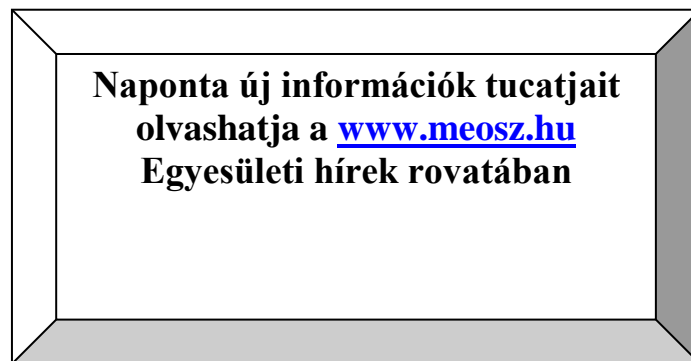 Naponta új információk tucatjait
olvashatja a www.meosz.hu
Egyesületi hírek rovatában